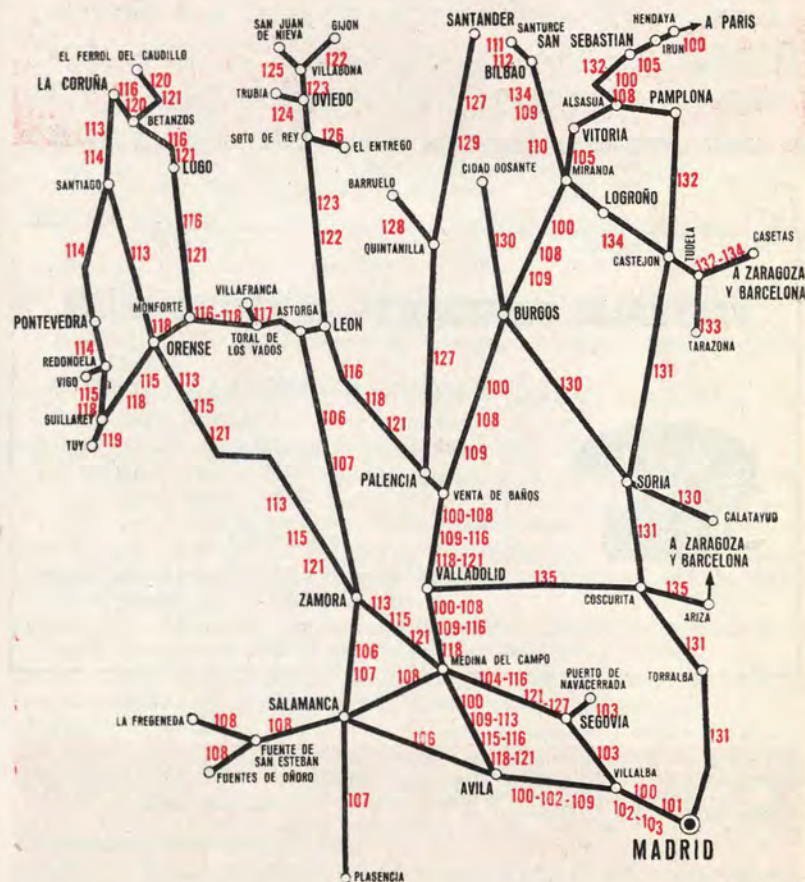 SANTANDER
SAN JUAN
DE NIEVA
GIJON
SANTURCE
SAN SEBASTIAN
HENDAYA
A PARIS
IRUN
100
105
EL FERROL DEL CAUDILLO
122
125
VILLABONA
111
112
BILBAO
132
100
108
LA CORUÑA
116
120
120
121
TRUBIA
123
OVIEDO
124
127
134
109
ALSASUA
PAMPLONA
BETANZOS
113
116
121
LUGO
SOTO DE REY
126
EL ENTREGO
129
110
VITORIA
105
114
SANTIAGO
BARRUELO
CIDAD DOSANTE
MIRANDA
132
123
128
LOGROÑO
116
113
122
QUINTANILLA
130
100
134
108
109
CASTEJON
TUDELA
CASETAS
132-134
A ZARAGOZA
Y BARCELONA
121
114
VILLAFRANCA
MONFORTE
116-118
117
ASTORGA
LEON
BURGOS
133
TARAZONA
PONTEVEDRA
118
ORENSE
TORAL DE
LOS VADOS
127
131
114
REDONDELA
VIGO
115
118
115
118
113
115
116
118
100
130
GUILLAREY
119
TUY
121
106
107
121
108
109
PALENCIA
SORIA
VENTA DE BAÑOS
130
CALATAYUD
113
115
121
100-108
109-116
118-121
131
A ZARAGOZA
Y BARCELONA
VALLADOLID
135
COSCURITA
135
ARIZA
ZAMORA
113
115
121
100-108
109-116
118
106
107
MEDINA DEL CAMPO
131
TORRALBA
108
104-116
121
-127
PUERTO DE
NAVACERRADA
103
SALAMANCA
100
109-113
115-116
118-121
SEGOVIA
LA FREGENEDA
108
108
108
FUENTE DE
SAN ESTEBAN
FUENTES DE OÑORO
106
103
131
VILLALBA
AVILA
100-102-109
100
101
102-
103
107
MADRID
PLASENCIA